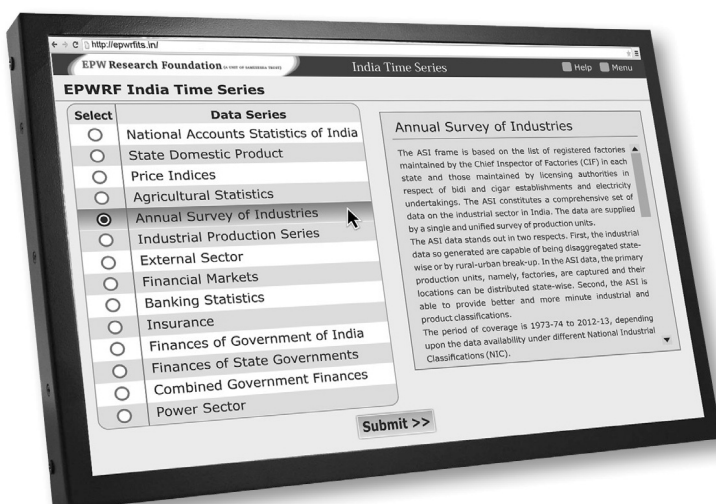 http://epwrfits.in/
EPW Research Foundation (A UNIT OF SAMEEKSHA TRUST)
India Time Series
Help
Menu
EPWRF India Time Series
Select
Data Series
National Accounts Statistics of India
State Domestic Product
Price Indices
Agricultural Statistics
Annual Survey of Industries
Industrial Production Series
External Sector
Financial Markets
Banking Statistics
Insurance
Finances of Government of India
Finances of State Governments
Combined Government Finances
Power Sector
Annual Survey of Industries
The ASI frame is based on the list of registered factories
maintained by the Chief Inspector of Factories (CIF) in each
state and those maintained by licensing authorities in
respect of bidi and cigar establishments and electricity
undertakings. The ASI constitutes a comprehensive set of
data on the industrial sector in India. The data are supplied
by a single and unified survey of production units.
The ASI data stands out in two respects. First, the industrial
data so generated are capable of being disaggregated state-
wise or by rural-urban break-up. In the ASI data, the primary
production units, namely, factories, are captured and their
locations can be distributed state-wise. Second, the ASI is
able to provide better and more minute industrial and
product classifications.
The period of coverage is 1973-74 to 2012-13, depending
upon the data availability under different National Industrial
Classifications (NIC).
Submit >>